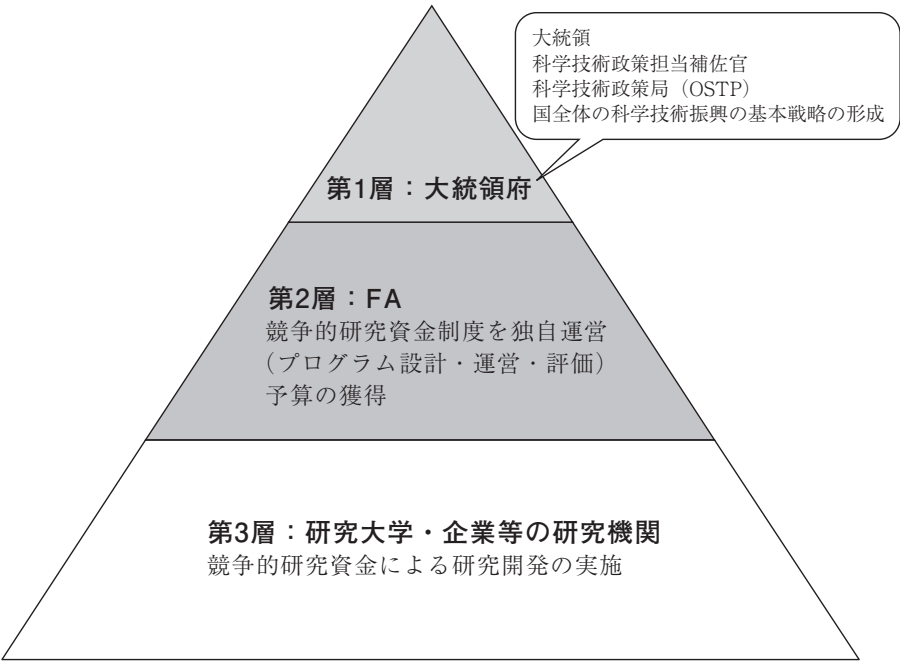 大統領
科学技術政策担当補佐官
科学技術政策局（OSTP）
国全体の科学技術振興の基本戦略の形成
第1層：大統領府
第2層：FA
競争的研究資金制度を独自運営
（プログラム設計・運営・評価）
予算の獲得
第3層：研究大学・企業等の研究機関
競争的研究資金による研究開発の実施